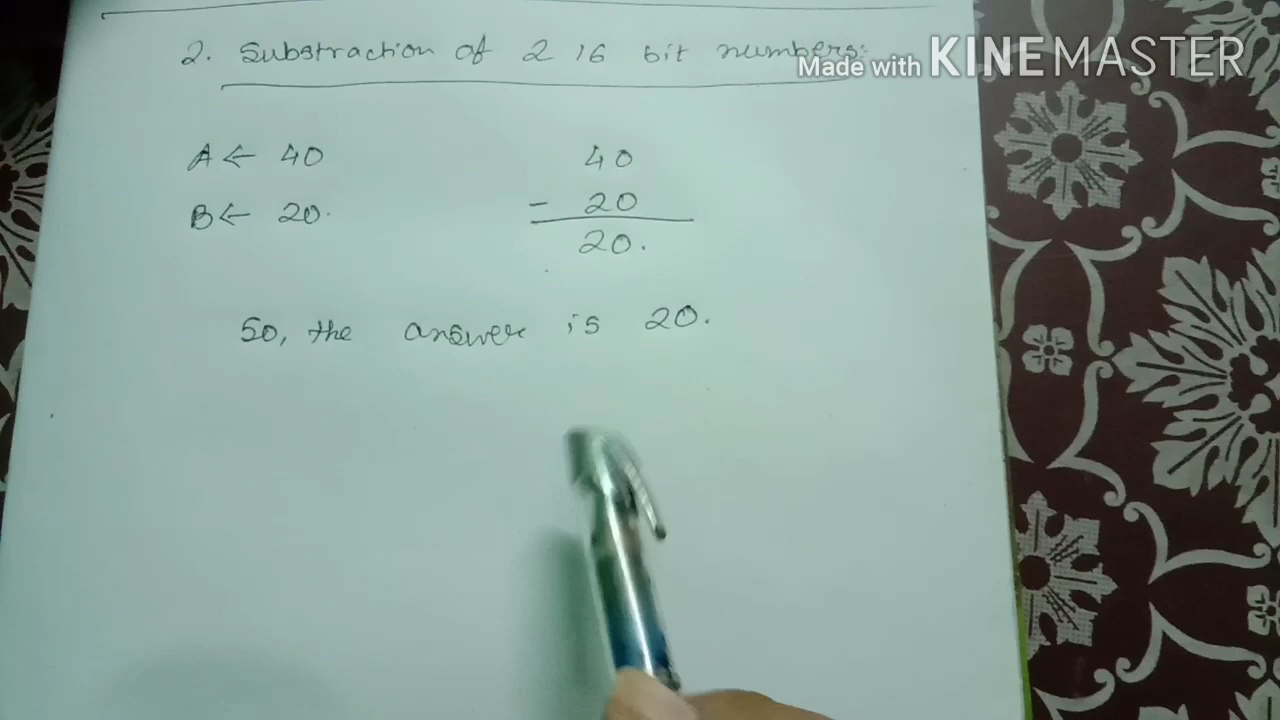 2. Substraction of 2 16 bit numbers:
Made with KINEMASTER
A ← 40
40
B ← 20.
- 20
20.
So, the answer is 20.